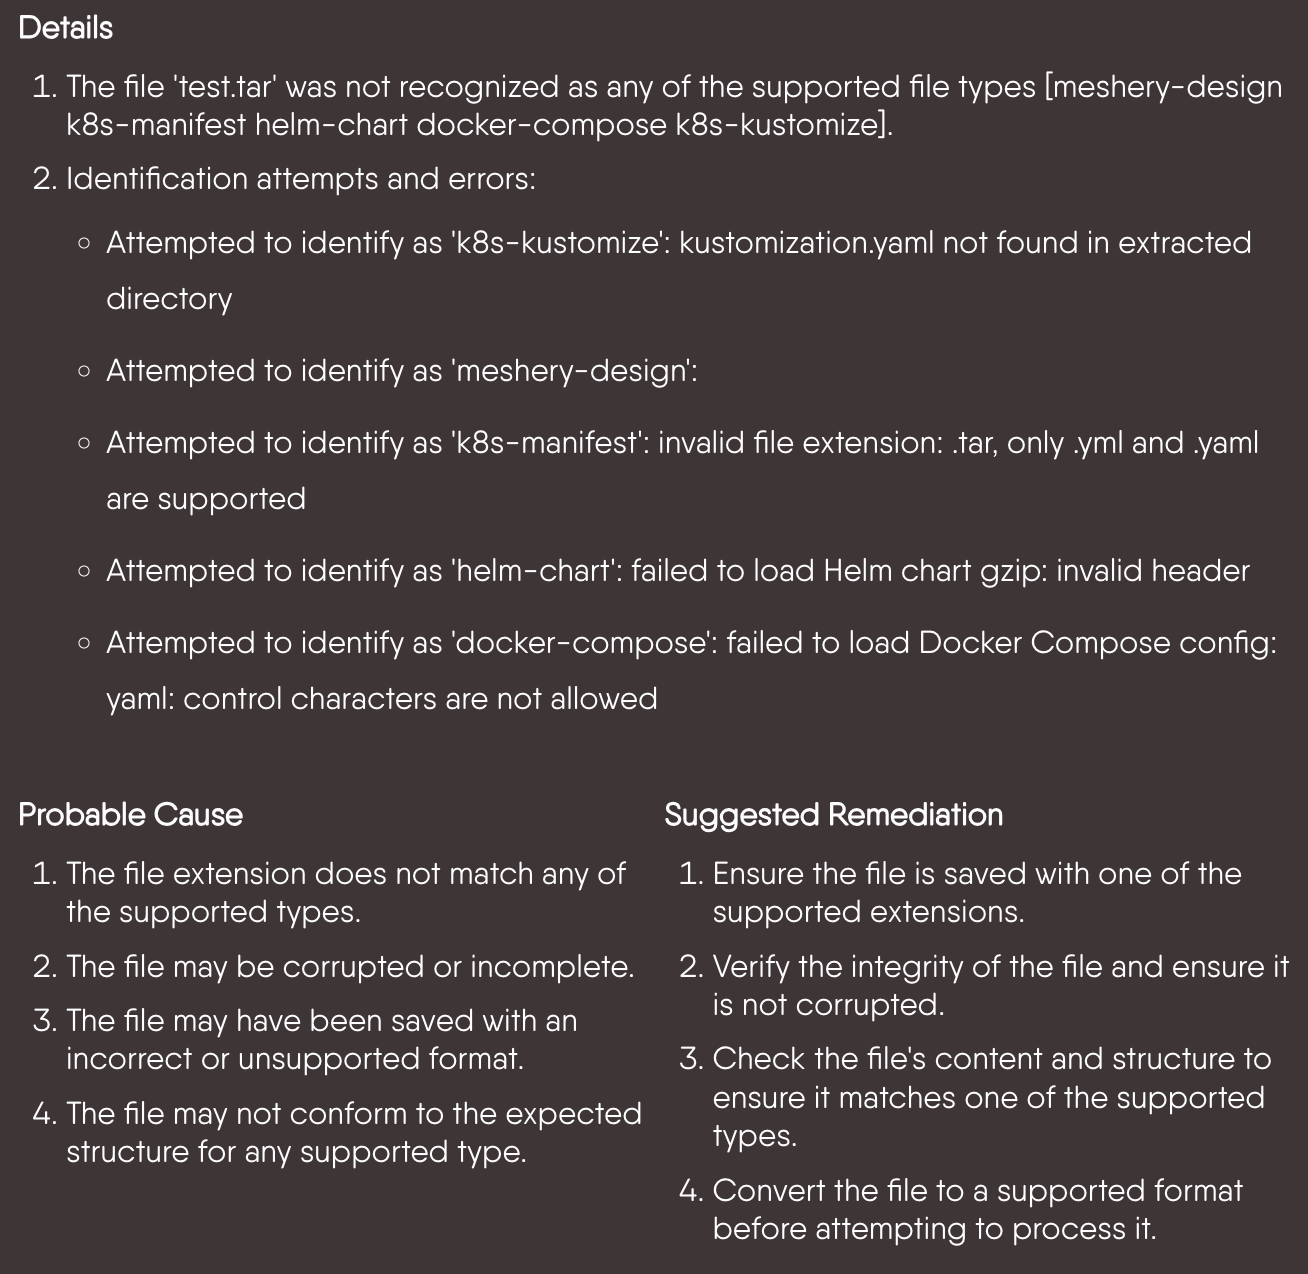 Details
1. The file 'test.tar' was not recognized as any of the supported file types [meshery-design
k8s-manifest helm-chart docker-compose k8s-kustomize].
2. Identification attempts and errors:
○ Attempted to identify as 'k8s-kustomize': kustomization.yaml not found in extracted
directory
○ Attempted to identify as 'meshery-design':
○ Attempted to identify as 'k8s-manifest': invalid file extension: .tar, only .yml and .yaml
are supported
○ Attempted to identify as 'helm-chart': failed to load Helm chart gzip: invalid header
○ Attempted to identify as 'docker-compose': failed to load Docker Compose config:
yaml: control characters are not allowed
Probable Cause
1. The file extension does not match any of
the supported types.
2. The file may be corrupted or incomplete.
3. The file may have been saved with an
incorrect or unsupported format.
4. The file may not conform to the expected
structure for any supported type.
Suggested Remediation
1. Ensure the file is saved with one of the
supported extensions.
2. Verify the integrity of the file and ensure it
is not corrupted.
3. Check the file's content and structure to
ensure it matches one of the supported
types.
4. Convert the file to a supported format
before attempting to process it.